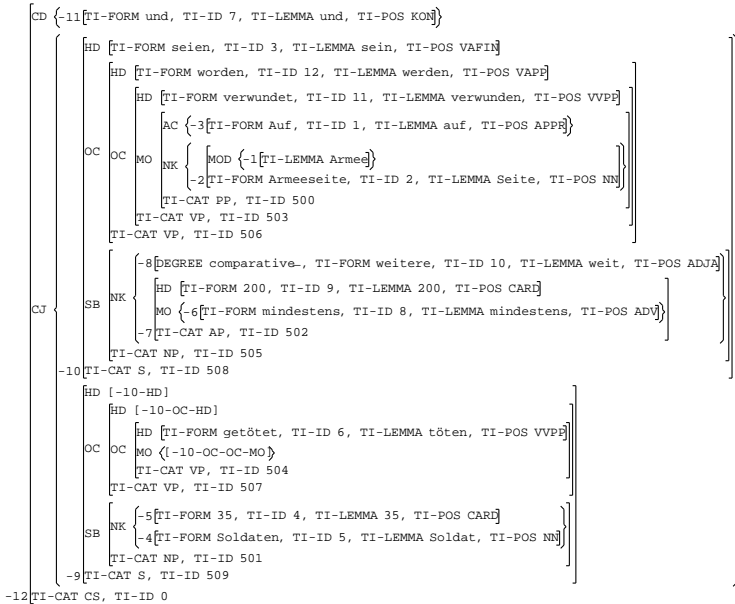 CD {-11[TI-FORM und, TI-ID 7, TI-LEMMA und, TI-POS KON]}
HD [TI-FORM seien, TI-ID 3, TI-LEMMA sein, TI-POS VAFIN]
HD [TI-FORM worden, TI-ID 12, TI-LEMMA werden, TI-POS VAPP]
HD [TI-FORM verwundet, TI-ID 11, TI-LEMMA verwunden, TI-POS VVPP]
AC {-3[TI-FORM Auf, TI-ID 1, TI-LEMMA auf, TI-POS APPR]}
OC OC MO
NK { MOD {-1[TI-LEMMA Armee]}
-2[TI-FORM Armeeseite, TI-ID 2, TI-LEMMA Seite, TI-POS NN]}
TI-CAT PP, TI-ID 500
TI-CAT VP, TI-ID 503
TI-CAT VP, TI-ID 506
-8[DEGREE comparative_, TI-FORM weitere, TI-ID 10, TI-LEMMA weit, TI-POS ADJA]
HD [TI-FORM 200, TI-ID 9, TI-LEMMA 200, TI-POS CARD]
CJ { SB NK { MO {-6[TI-FORM mindestens, TI-ID 8, TI-LEMMA mindestens, TI-POS ADV]}
-7[TI-CAT AP, TI-ID 502
TI-CAT NP, TI-ID 505
-10[TI-CAT S, TI-ID 508
HD [-10-HD]
HD [-10-OC-HD]
HD [TI-FORM getötet, TI-ID 6, TI-LEMMA töten, TI-POS VVPP]
OC OC MO {[-10-OC-OC-MO]}
TI-CAT VP, TI-ID 504
TI-CAT VP, TI-ID 507
-5[TI-FORM 35, TI-ID 4, TI-LEMMA 35, TI-POS CARD]
SB NK { -4[TI-FORM Soldaten, TI-ID 5, TI-LEMMA Soldat, TI-POS NN]}
TI-CAT NP, TI-ID 501
-9[TI-CAT S, TI-ID 509
-12[TI-CAT CS, TI-ID 0